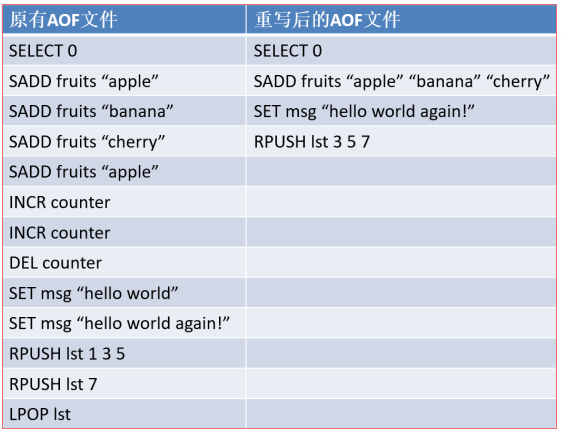 原有AOF文件 重写后的AOF文件
SELECT 0 SELECT 0
SADD fruits “apple” SADD fruits “apple” “banana” “cherry”
SADD fruits “banana” SET msg “hello world again!”
SADD fruits “cherry” RPUSH lst 3 5 7
SADD fruits “apple”
INCR counter
INCR counter
DEL counter
SET msg “hello world”
SET msg “hello world again!”
RPUSH lst 1 3 5
RPUSH lst 7
LPOP lst